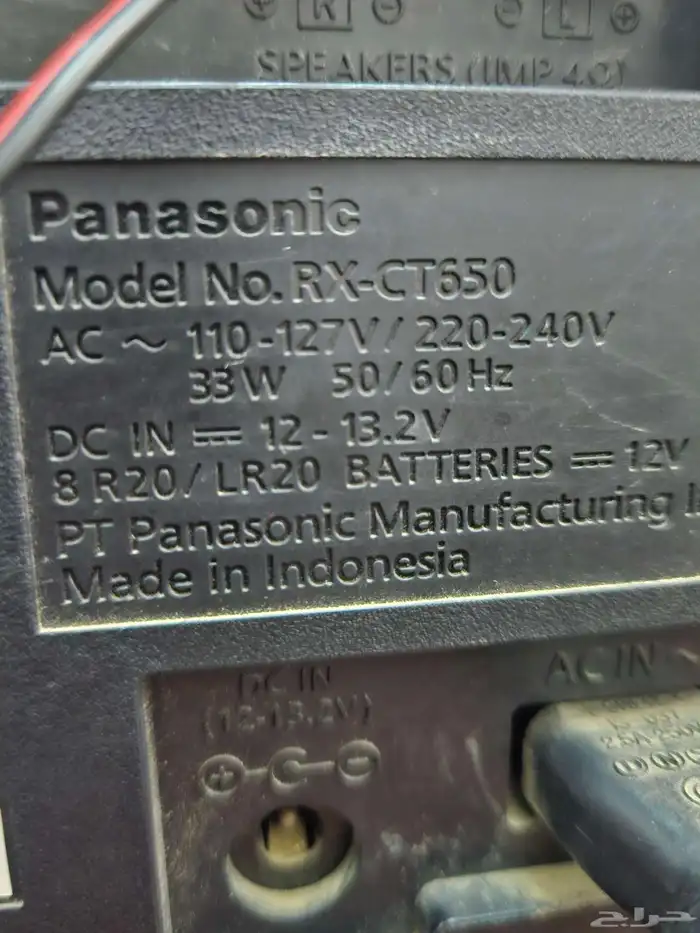 R L
SPEAKERS (IMP 4Ω)
Panasonic
Model No. RX-CT650
AC ~ 110-127V/ 220-240V
33W 50/60 Hz
DC IN ⎓ 12 - 13.2V
8 R20/ LR20 BATTERIES ⎓ 12V
PT Panasonic Manufacturing
Made in Indonesia
DC IN
(12-13.2V)
AC IN ~
حراج